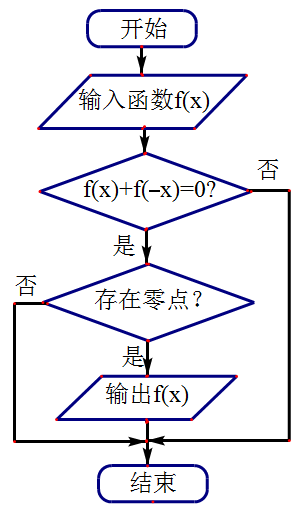 开始
输入函数f(x)
f(x)+f(−x)=0?
否
是
存在零点?
否
是
输出f(x)
结束